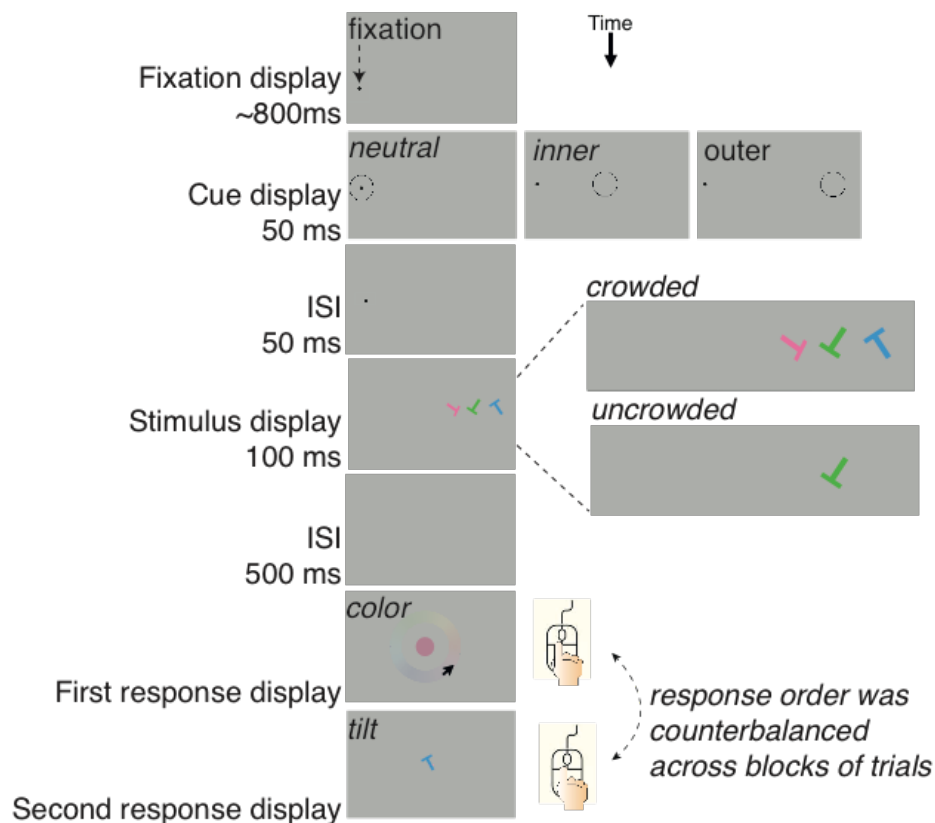 fixation
Time
Fixation display
~800ms
neutral
inner
outer
Cue display
50 ms
ISI
50 ms
crowded
Stimulus display
100 ms
uncrowded
ISI
500 ms
color
First response display
response order was
counterbalanced
across blocks of trials
tilt
Second response display